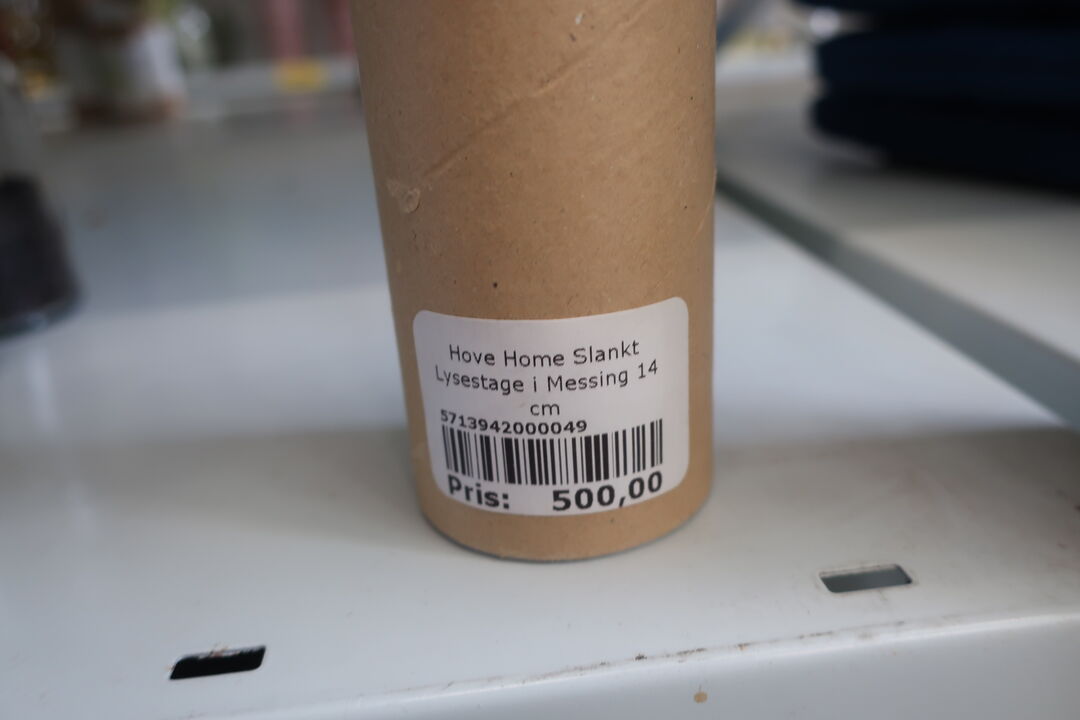 Hove Home Slankt
Lysestage i Messing 14
cm
5713942000049
Pris: 500,00